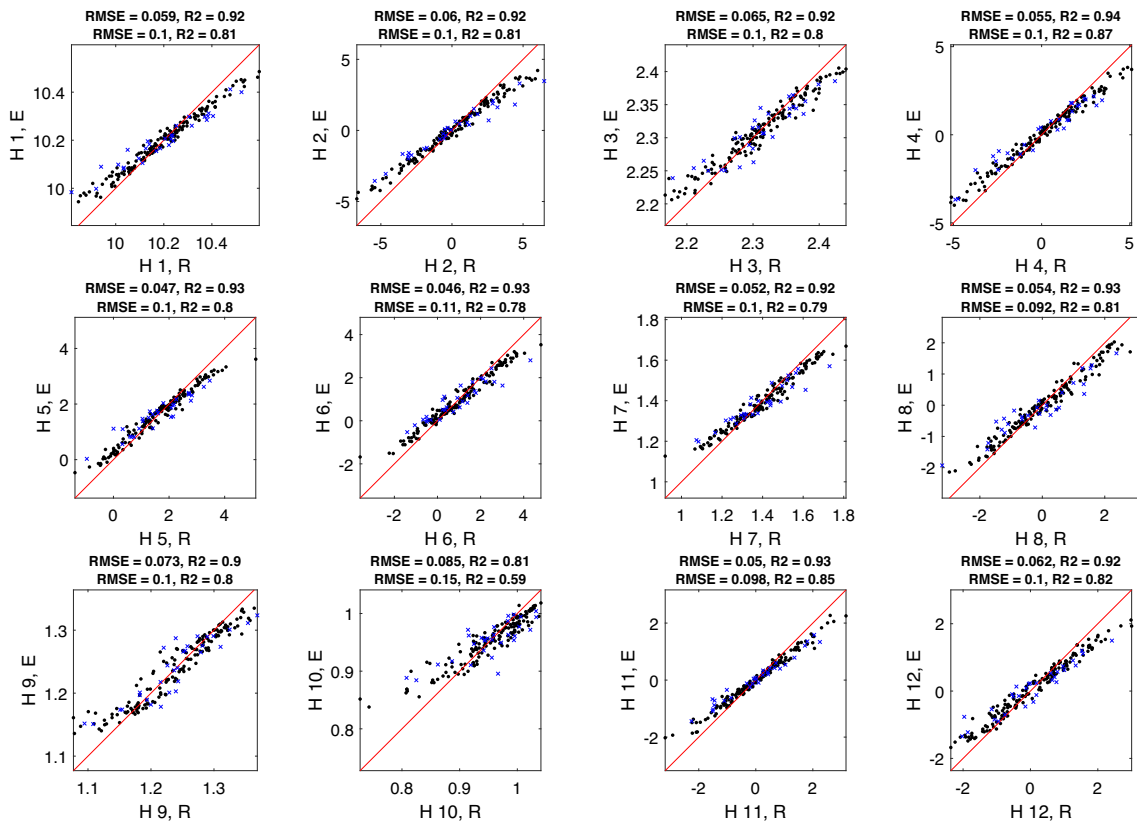 RMSE = 0.059, R2 = 0.92
RMSE = 0.1, R2 = 0.81
10.4
10.2
10
H 1, E
10 10.2 10.4
H 1, R
RMSE = 0.06, R2 = 0.92
RMSE = 0.1, R2 = 0.81
5
0
-5
H 2, E
-5 0 5
H 2, R
RMSE = 0.065, R2 = 0.92
RMSE = 0.1, R2 = 0.8
2.4
2.35
2.3
2.25
2.2
H 3, E
2.2 2.3 2.4
H 3, R
RMSE = 0.055, R2 = 0.94
RMSE = 0.1, R2 = 0.87
5
0
-5
H 4, E
-5 0 5
H 4, R
RMSE = 0.047, R2 = 0.93
RMSE = 0.1, R2 = 0.8
4
2
0
H 5, E
0 2 4
H 5, R
RMSE = 0.046, R2 = 0.93
RMSE = 0.11, R2 = 0.78
4
2
0
-2
H 6, E
-2 0 2 4
H 6, R
RMSE = 0.052, R2 = 0.92
RMSE = 0.1, R2 = 0.79
1.8
1.6
1.4
1.2
1
H 7, E
1 1.2 1.4 1.6 1.8
H 7, R
RMSE = 0.054, R2 = 0.93
RMSE = 0.092, R2 = 0.81
2
1
0
-1
-2
H 8, E
-2 0 2
H 8, R
RMSE = 0.073, R2 = 0.9
RMSE = 0.1, R2 = 0.8
1.3
1.2
1.1
H 9, E
1.1 1.2 1.3
H 9, R
RMSE = 0.085, R2 = 0.81
RMSE = 0.15, R2 = 0.59
1
0.9
0.8
H 10, E
0.8 0.9 1
H 10, R
RMSE = 0.05, R2 = 0.93
RMSE = 0.098, R2 = 0.85
2
0
-2
H 11, E
-2 0 2
H 11, R
RMSE = 0.062, R2 = 0.92
RMSE = 0.1, R2 = 0.82
2
0
-2
H 12, E
-2 0 2
H 12, R